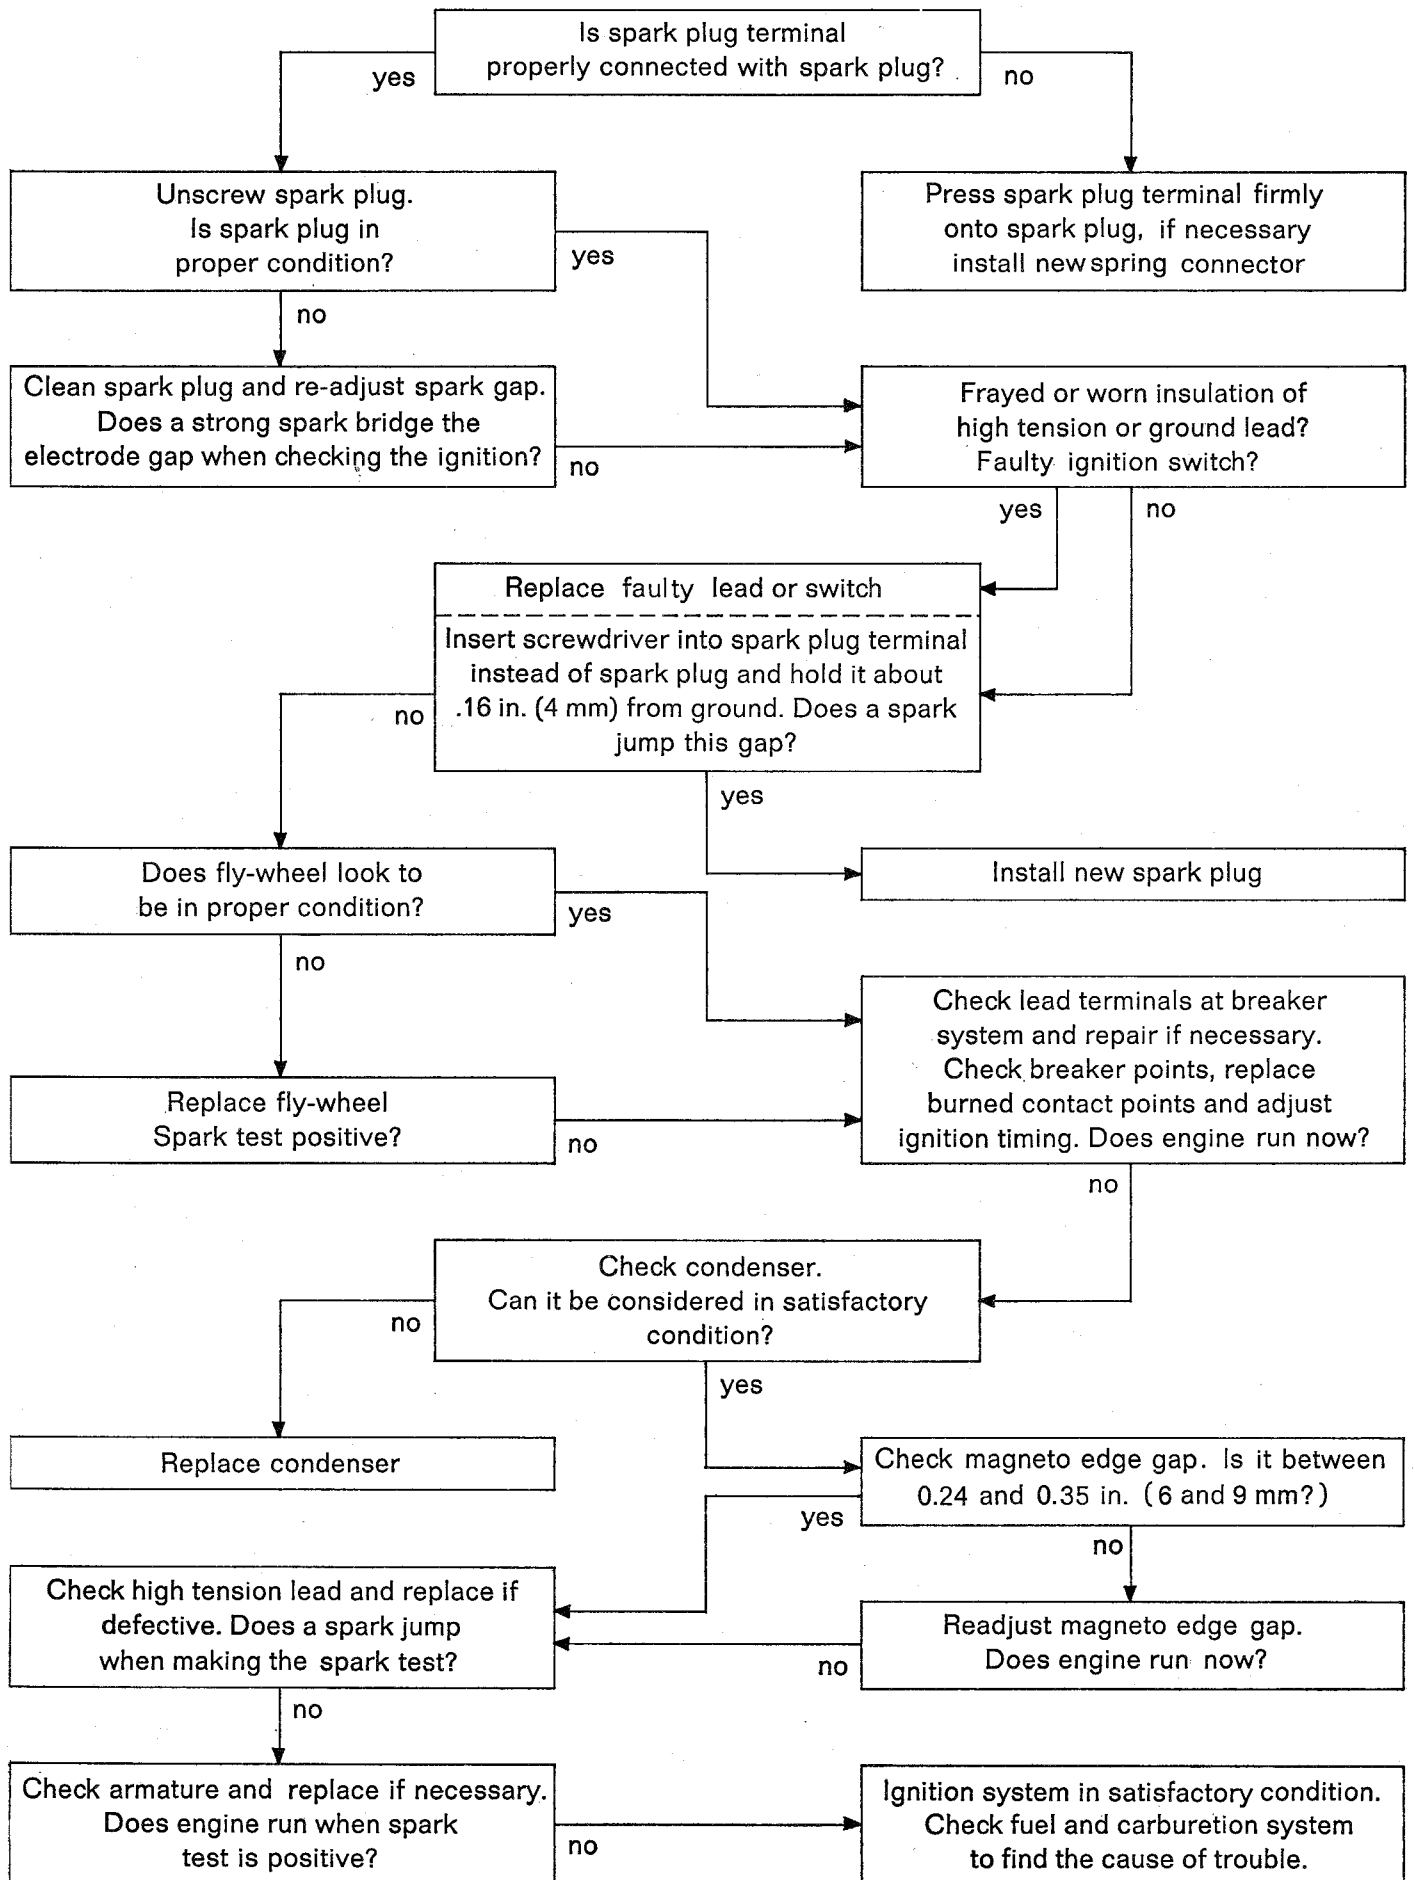 Is spark plug terminal
properly connected with spark plug?
yes
no
Unscrew spark plug.
Is spark plug in
proper condition?
yes
no
Press spark plug terminal firmly
onto spark plug, if necessary
install new spring connector
Clean spark plug and re-adjust spark gap.
Does a strong spark bridge the
electrode gap when checking the ignition?
no
Frayed or worn insulation of
high tension or ground lead?
Faulty ignition switch?
yes
no
Replace faulty lead or switch
Insert screwdriver into spark plug terminal
instead of spark plug and hold it about
.16 in. (4 mm) from ground. Does a spark
jump this gap?
no
yes
Does fly-wheel look to
be in proper condition?
yes
no
Install new spark plug
Check lead terminals at breaker
system and repair if necessary.
Check breaker points, replace
burned contact points and adjust
ignition timing. Does engine run now?
no
Replace fly-wheel
Spark test positive?
no
Check condenser.
Can it be considered in satisfactory
condition?
no
yes
Replace condenser
Check magneto edge gap. Is it between
0.24 and 0.35 in. (6 and 9 mm?)
yes
no
Check high tension lead and replace if
defective. Does a spark jump
when making the spark test?
no
Readjust magneto edge gap.
Does engine run now?
no
Check armature and replace if necessary.
Does engine run when spark
test is positive?
no
Ignition system in satisfactory condition.
Check fuel and carburetion system
to find the cause of trouble.